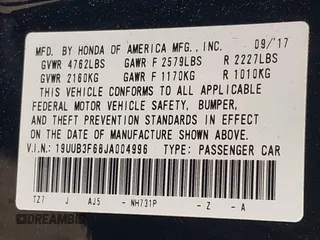 MFD. BY HONDA OF AMERICA MFG., INC. 09/'17
GVWR 4762LBS GAWR F 2579LBS R 2227LBS
GVWR 2160KG GAWR F 1170KG R 1010KG
THIS VEHICLE CONFORMS TO ALL APPLICABLE
FEDERAL MOTOR VEHICLE SAFETY, BUMPER,
AND THEFT PREVENTION STANDARDS IN EFFECT
ON THE DATE OF MANUFACTURE SHOWN ABOVE.
V.I.N.: 19UUB3F68JA004996 TYPE: PASSENGER CAR
TZ7 J AJ5 - NH731P - Z - A
DREAMBID